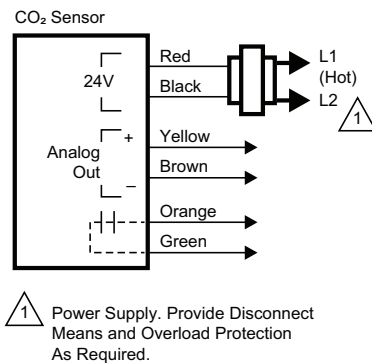 CO₂ Sensor
Red
L1
(Hot)
24V
Black
L2
1
Yellow
+
Analog
Out
Brown
–
Orange
Green
1 Power Supply. Provide Disconnect
Means and Overload Protection
As Required.